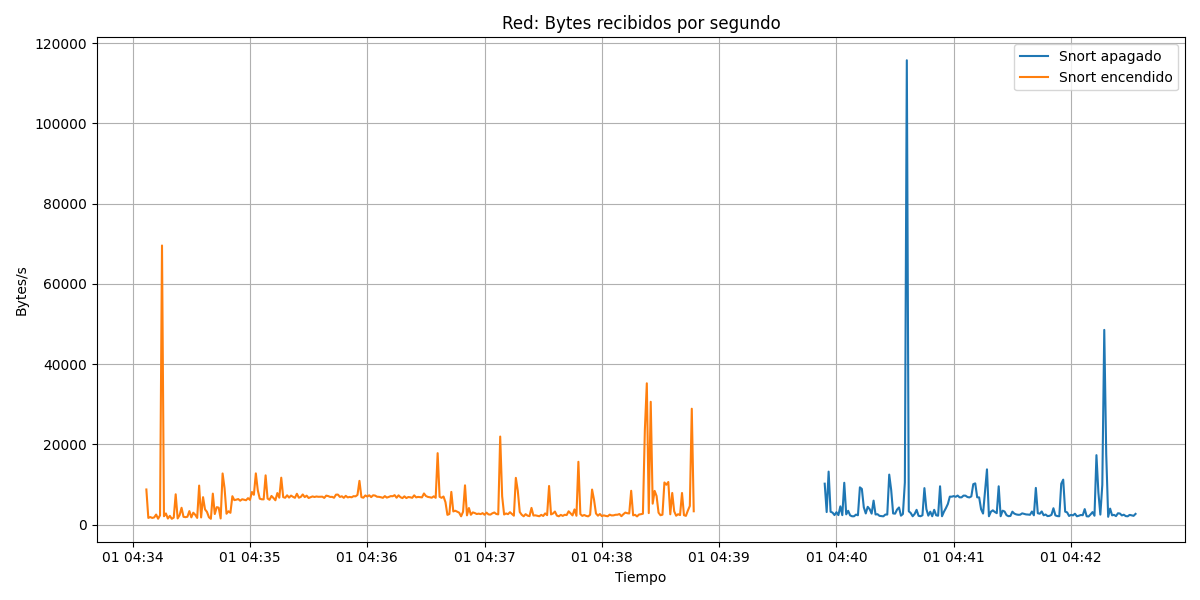 Red: Bytes recibidos por segundo
Snort apagado
Snort encendido
120000
100000
80000
60000
40000
20000
0
Bytes/s
01 04:34 01 04:35 01 04:36 01 04:37 01 04:38 01 04:39 01 04:40 01 04:41 01 04:42
Tiempo